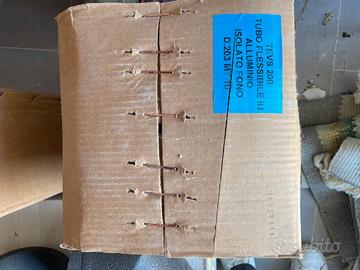 TEVS 200
TUBO FLESSIBILE IN
ALLUMINIO
ISOLATO FONO
D 203 M 10
subito